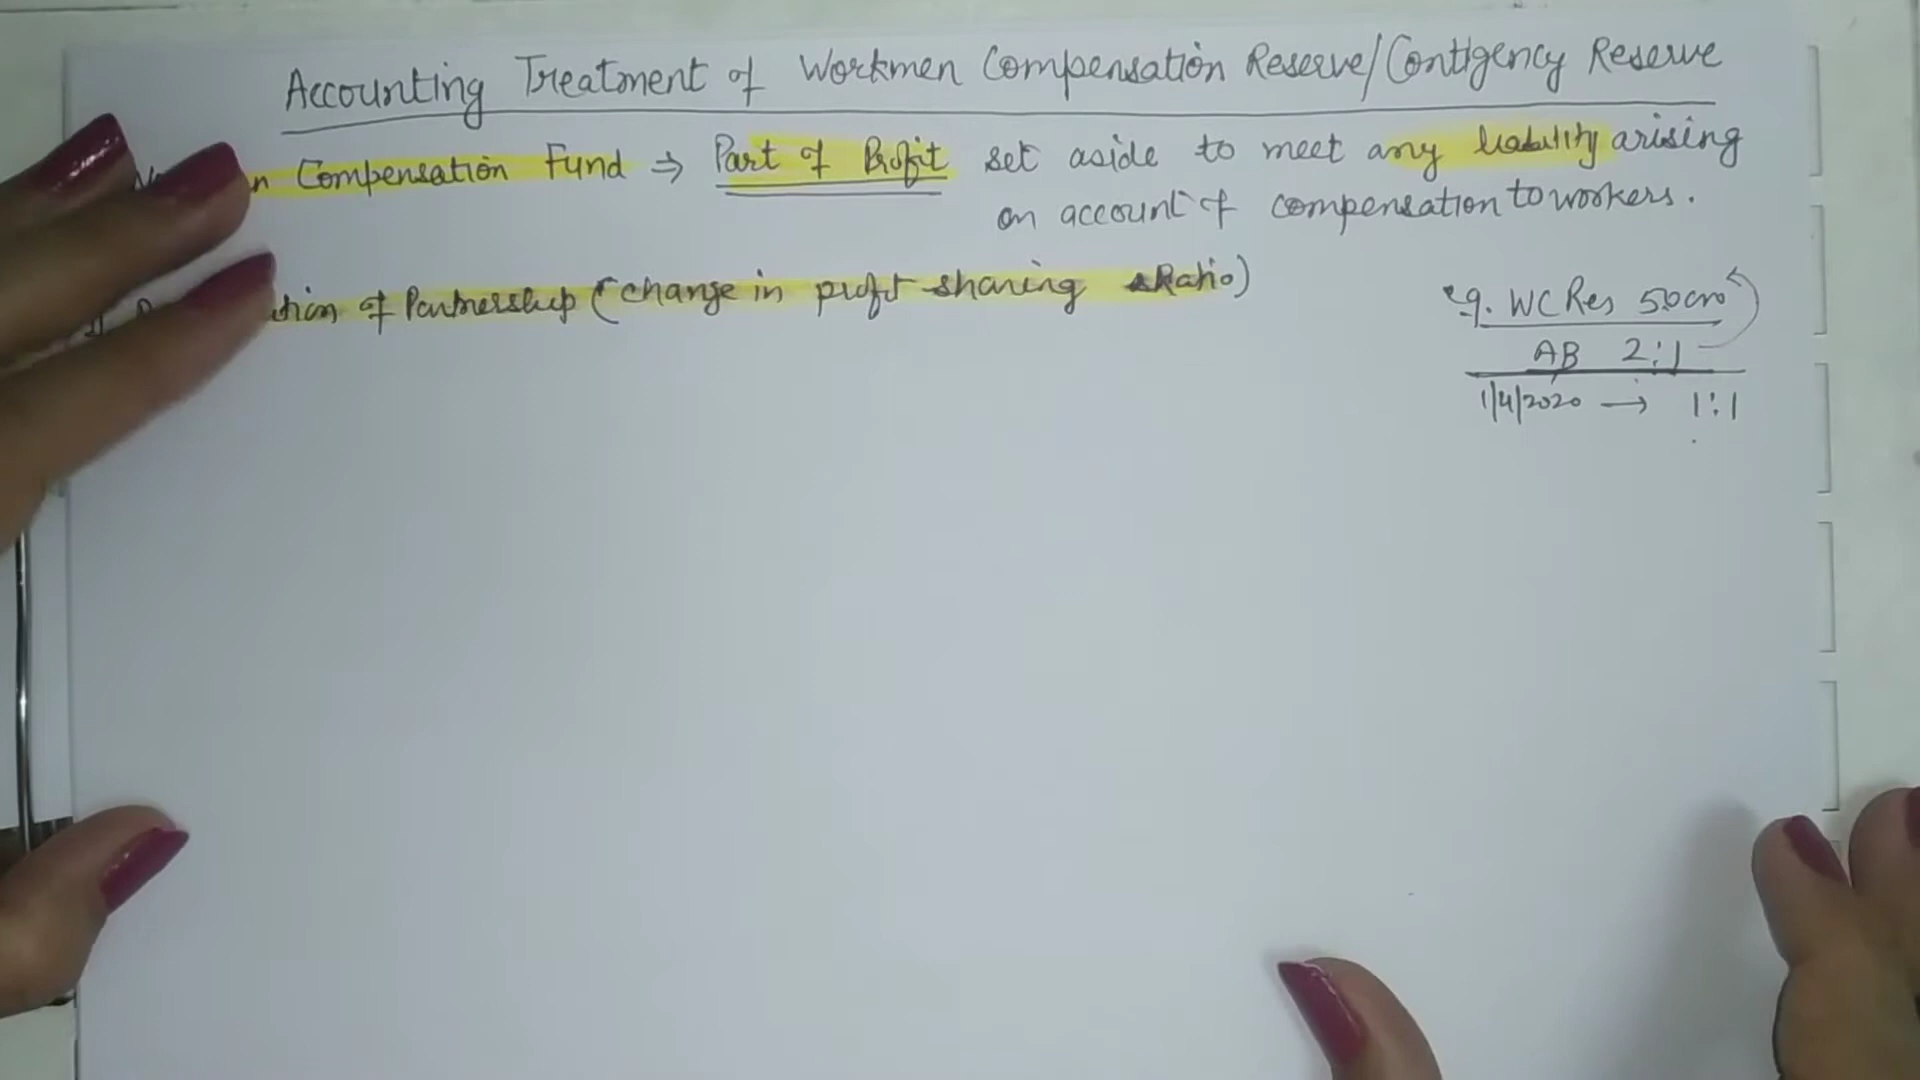 Accounting Treatment of Workmen Compensation Reserve/Contigency Reserve
Compensation Fund ⇒ Part of Profit set aside to meet any liability arising
on account of compensation to workers.
of Partnership (change in profit sharing Ratio)
eg. WC Res 50000
AB 2:1
1/4/2020 → 1:1